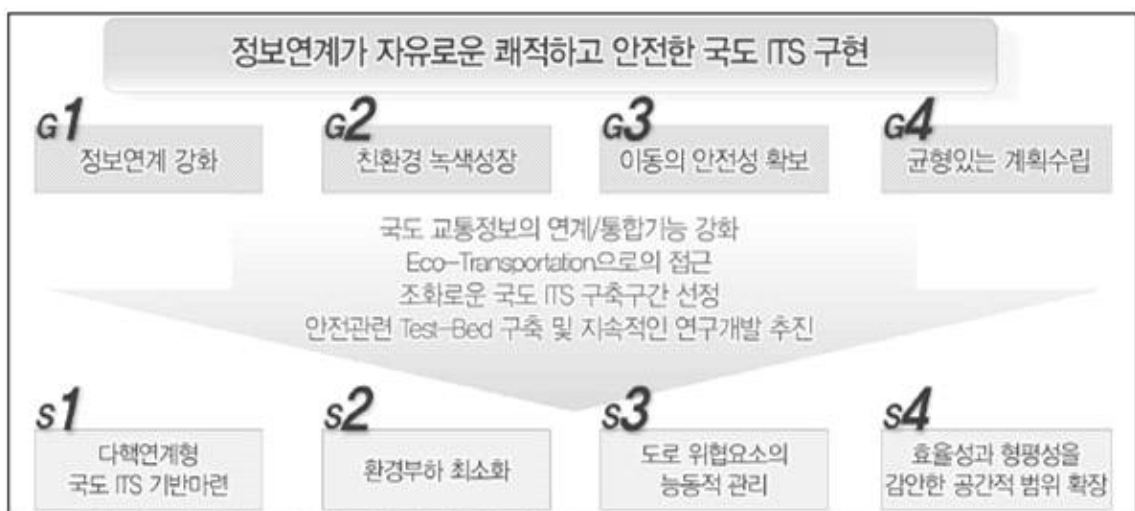 정보연계가 자유로운 쾌적하고 안전한 국도 ITS 구현
G1
정보연계 강화
G2
친환경 녹색성장
G3
이동의 안전성 확보
G4
균형있는 계획수립
국도 교통정보의 연계/통합기능 강화
Eco-Transportation으로의 접근
조화로운 국도 ITS 구축구간 선정
안전관련 Test-Bed 구축 및 지속적인 연구개발 추진
S1
다핵연계형
국도 ITS 기반마련
S2
환경부하 최소화
S3
도로 위협요소의
능동적 관리
S4
효율성과 형평성을
감안한 공간적 범위 확장